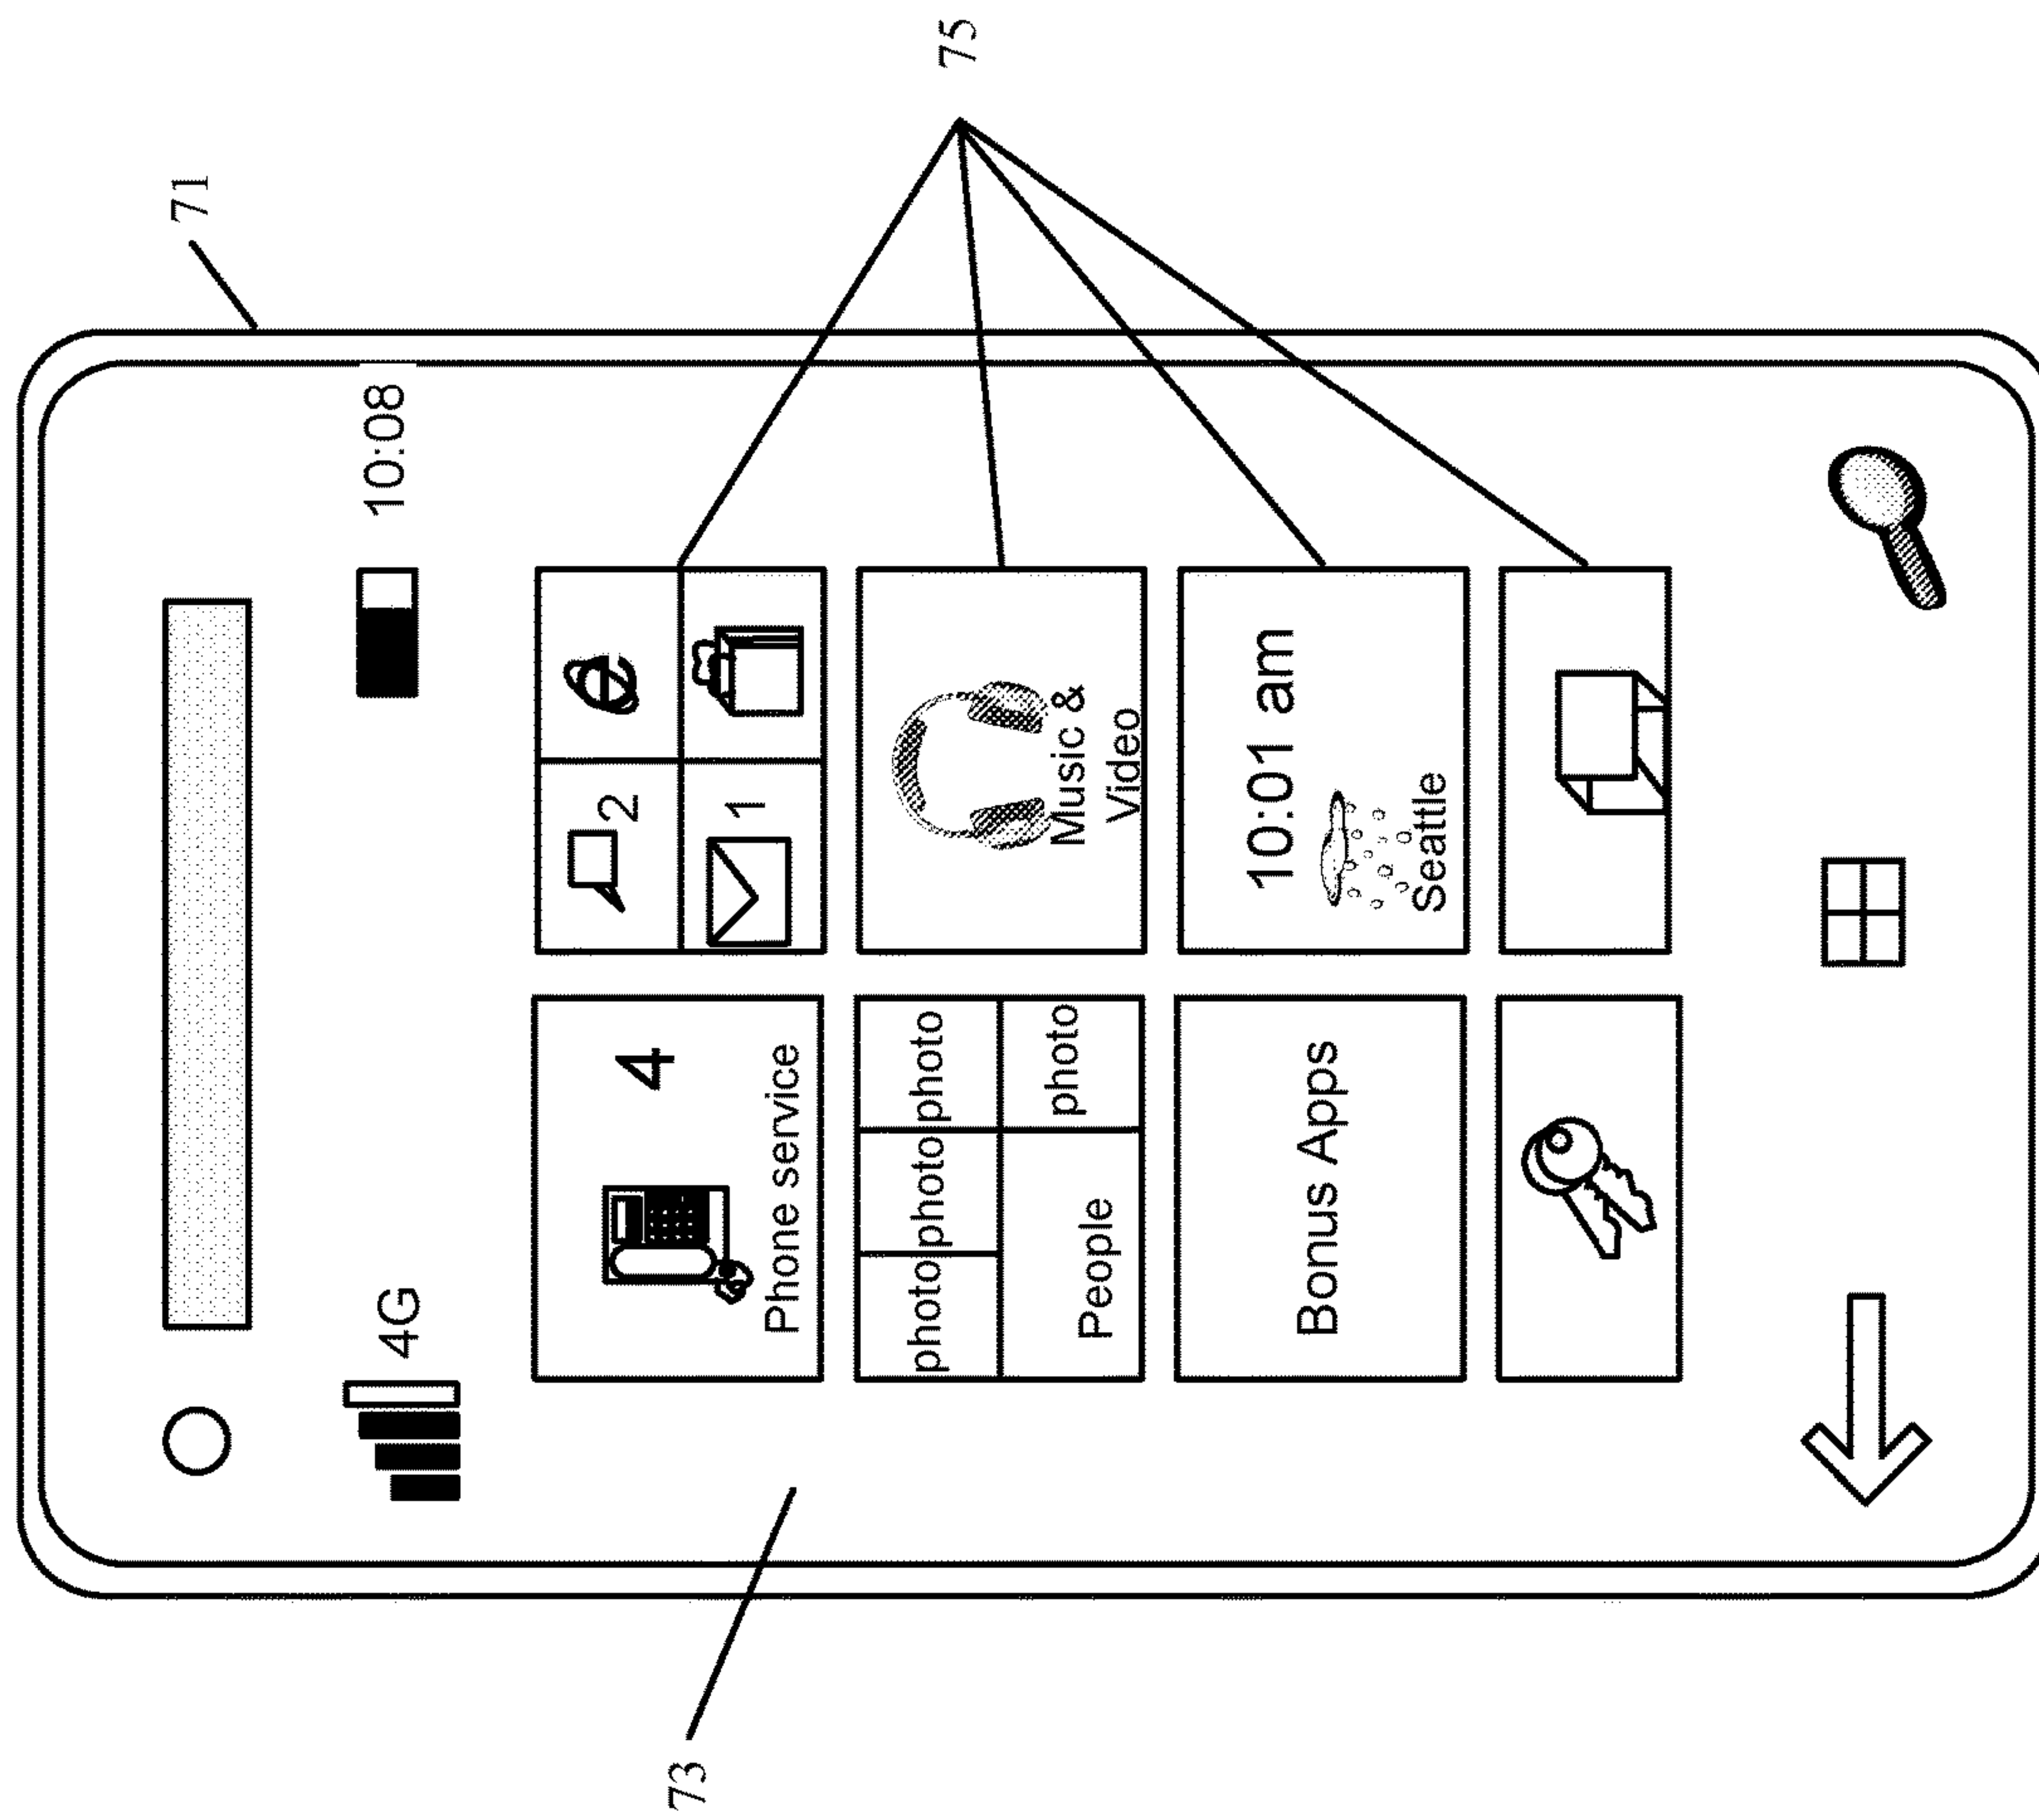 71
4G 10:08
4
Phone service
2
1
75
photo photo photo
People photo
Music &
Video
Bonus Apps
10:01 am
Seattle
73